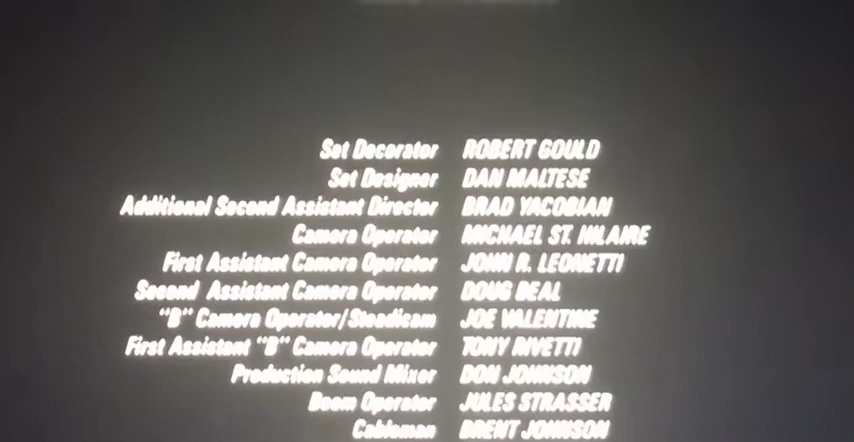 Set Decorator ROBERT GOULD
Set Designer DAN MALTESE
Additional Second Assistant Director BRAD YACOBIAN
Camera Operator MICHAEL ST. HILAIRE
First Assistant Camera Operator JOHN R. LEONETTI
Second Assistant Camera Operator DOUG BEAL
"B" Camera Operator/Steadicam JOE VALENTINE
First Assistant "B" Camera Operator TONY RIVETTI
Production Sound Mixer DON JOHNSON
Boom Operator JULES STRASSER
Cableman BRENT JOHNSON